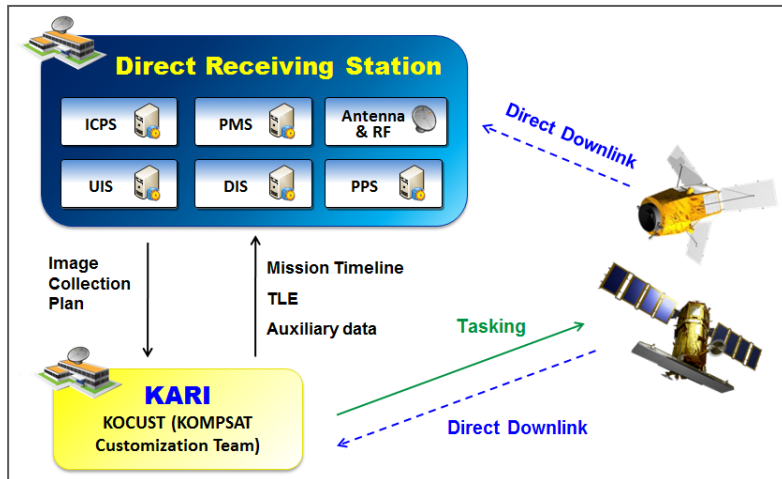 Direct Receiving Station
ICPS
PMS
Antenna
& RF
UIS
DIS
PPS
Direct Downlink
Image
Collection
Plan
Mission Timeline
TLE
Auxiliary data
Tasking
KARI
KOCUST (KOMPSAT
Customization Team)
Direct Downlink